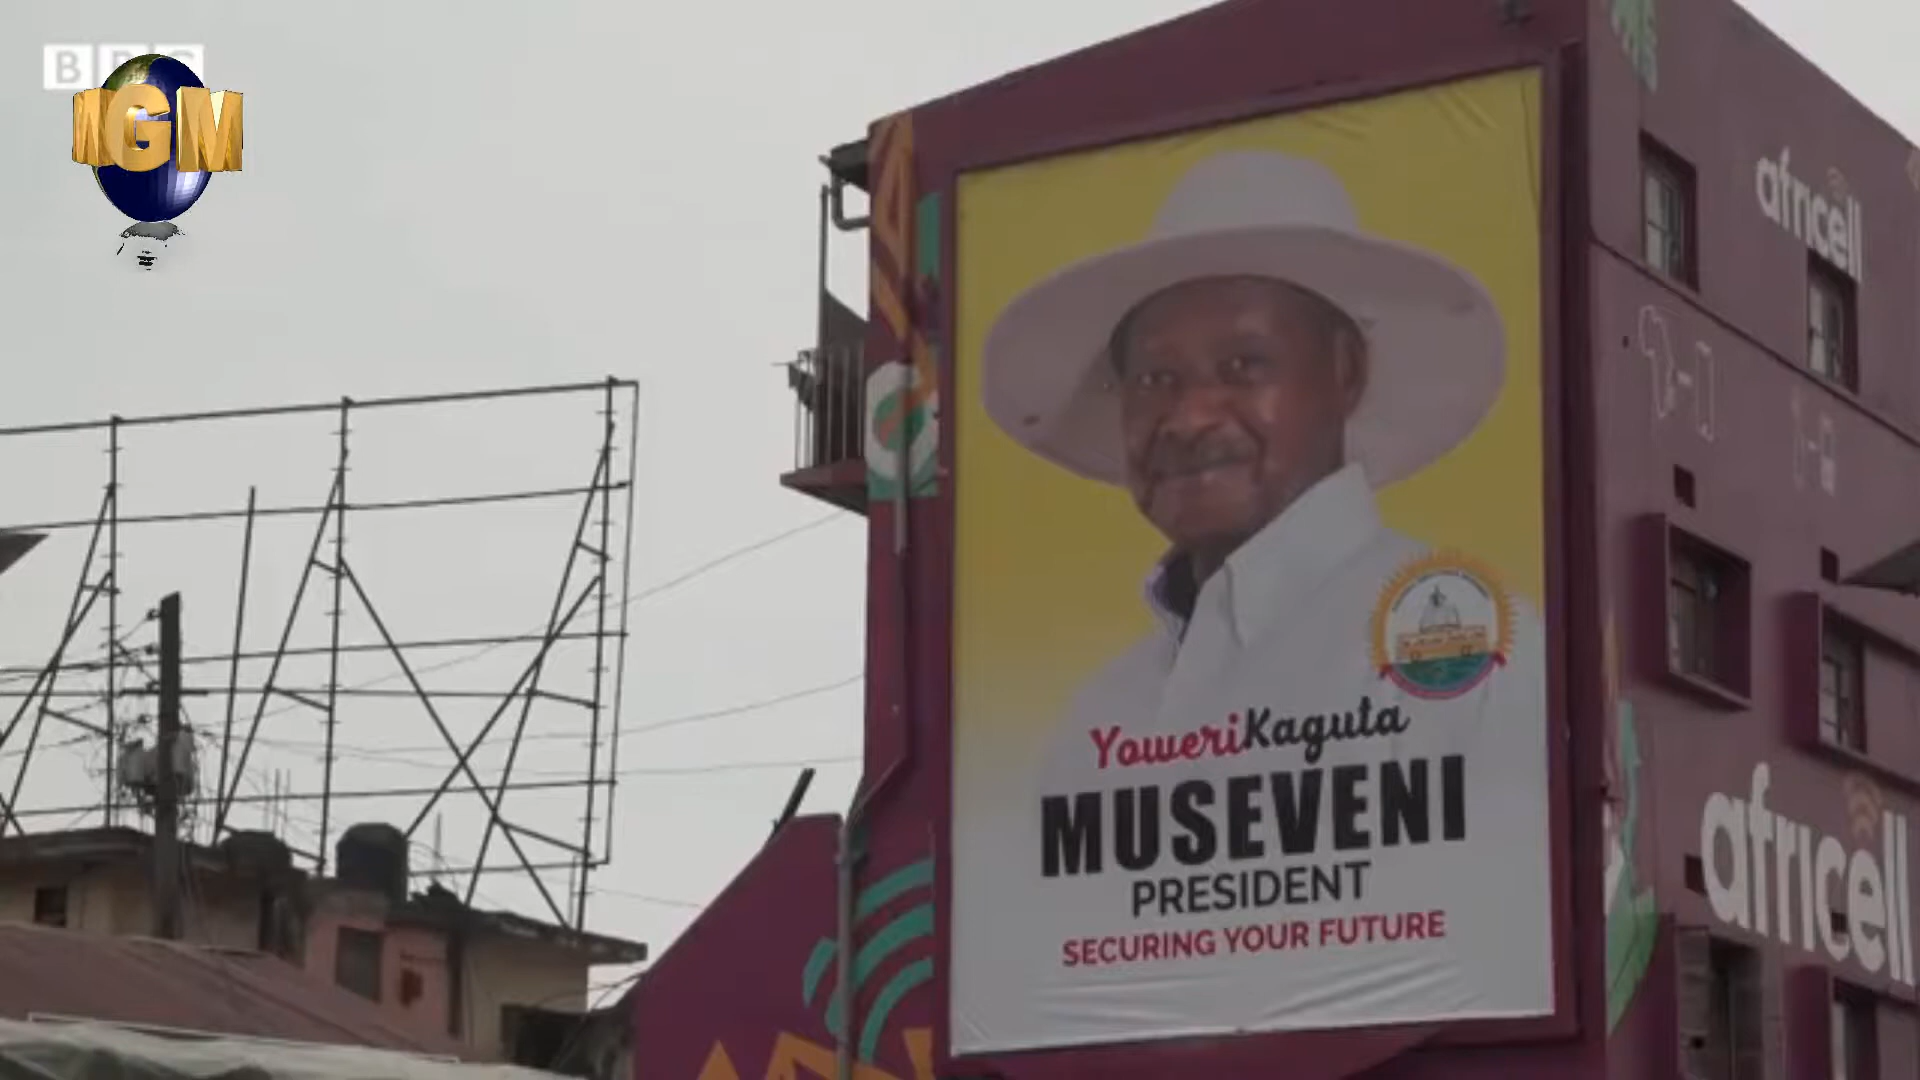 BBC
MGM
africell
YoweriKaguta
MUSEVENI
PRESIDENT
SECURING YOUR FUTURE
africell